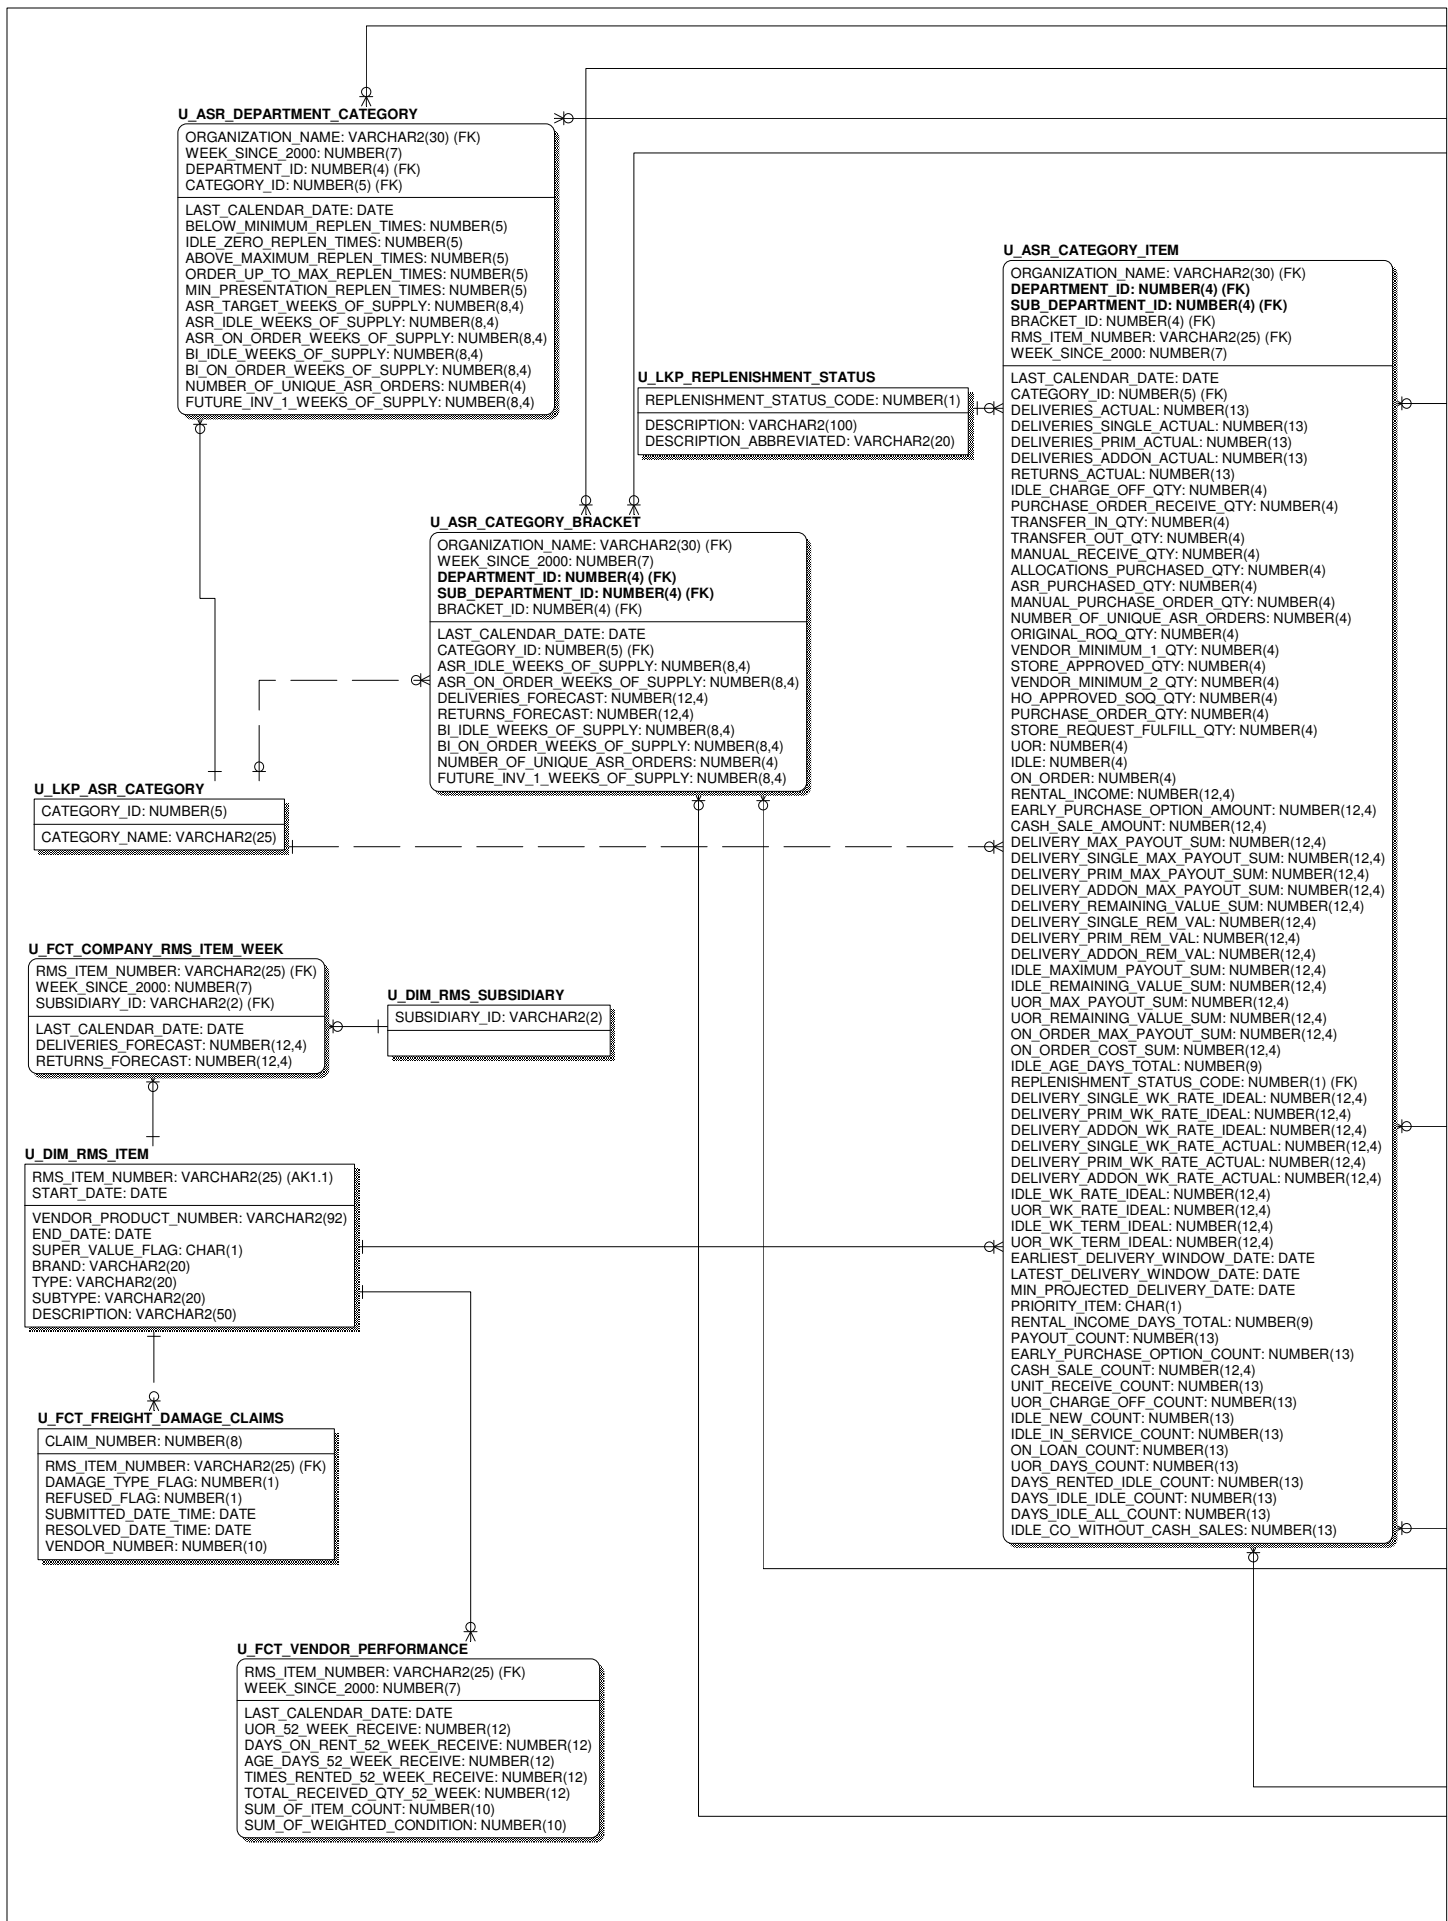 U_ASR_DEPARTMENT_CATEGORY
ORGANIZATION_NAME: VARCHAR2(30) (FK)
WEEK_SINCE_2000: NUMBER(7)
DEPARTMENT_ID: NUMBER(4) (FK)
CATEGORY_ID: NUMBER(5) (FK)
LAST_CALENDAR_DATE: DATE
BELOW_MINIMUM_REPLEN_TIMES: NUMBER(5)
IDLE_ZERO_REPLEN_TIMES: NUMBER(5)
ABOVE_MAXIMUM_REPLEN_TIMES: NUMBER(5)
ORDER_UP_TO_MAX_REPLEN_TIMES: NUMBER(5)
MIN_PRESENTATION_REPLEN_TIMES: NUMBER(5)
ASR_TARGET_WEEKS_OF_SUPPLY: NUMBER(8,4)
ASR_IDLE_WEEKS_OF_SUPPLY: NUMBER(8,4)
ASR_ON_ORDER_WEEKS_OF_SUPPLY: NUMBER(8,4)
BI_IDLE_WEEKS_OF_SUPPLY: NUMBER(8,4)
BI_ON_ORDER_WEEKS_OF_SUPPLY: NUMBER(8,4)
NUMBER_OF_UNIQUE_ASR_ORDERS: NUMBER(4)
FUTURE_INV_1_WEEKS_OF_SUPPLY: NUMBER(8,4)
U_LKP_REPLENISHMENT_STATUS
REPLENISHMENT_STATUS_CODE: NUMBER(1)
DESCRIPTION: VARCHAR2(100)
DESCRIPTION_ABBREVIATED: VARCHAR2(20)
U_ASR_CATEGORY_BRACKET
ORGANIZATION_NAME: VARCHAR2(30) (FK)
WEEK_SINCE_2000: NUMBER(7)
DEPARTMENT_ID: NUMBER(4) (FK)
SUB_DEPARTMENT_ID: NUMBER(4) (FK)
BRACKET_ID: NUMBER(4) (FK)
LAST_CALENDAR_DATE: DATE
CATEGORY_ID: NUMBER(5) (FK)
ASR_IDLE_WEEKS_OF_SUPPLY: NUMBER(8,4)
ASR_ON_ORDER_WEEKS_OF_SUPPLY: NUMBER(8,4)
DELIVERIES_FORECAST: NUMBER(12,4)
RETURNS_FORECAST: NUMBER(12,4)
BI_IDLE_WEEKS_OF_SUPPLY: NUMBER(8,4)
BI_ON_ORDER_WEEKS_OF_SUPPLY: NUMBER(8,4)
NUMBER_OF_UNIQUE_ASR_ORDERS: NUMBER(4)
FUTURE_INV_1_WEEKS_OF_SUPPLY: NUMBER(8,4)
U_LKP_ASR_CATEGORY
CATEGORY_ID: NUMBER(5)
CATEGORY_NAME: VARCHAR2(25)
U_FCT_COMPANY_RMS_ITEM_WEEK
RMS_ITEM_NUMBER: VARCHAR2(25) (FK)
WEEK_SINCE_2000: NUMBER(7)
SUBSIDIARY_ID: VARCHAR2(2) (FK)
LAST_CALENDAR_DATE: DATE
DELIVERIES_FORECAST: NUMBER(12,4)
RETURNS_FORECAST: NUMBER(12,4)
U_DIM_RMS_SUBSIDIARY
SUBSIDIARY_ID: VARCHAR2(2)
U_DIM_RMS_ITEM
RMS_ITEM_NUMBER: VARCHAR2(25) (AK1.1)
START_DATE: DATE
VENDOR_PRODUCT_NUMBER: VARCHAR2(92)
END_DATE: DATE
SUPER_VALUE_FLAG: CHAR(1)
BRAND: VARCHAR2(20)
TYPE: VARCHAR2(20)
SUBTYPE: VARCHAR2(20)
DESCRIPTION: VARCHAR2(50)
U_FCT_FREIGHT_DAMAGE_CLAIMS
CLAIM_NUMBER: NUMBER(8)
RMS_ITEM_NUMBER: VARCHAR2(25) (FK)
DAMAGE_TYPE_FLAG: NUMBER(1)
REFUSED_FLAG: NUMBER(1)
SUBMITTED_DATE_TIME: DATE
RESOLVED_DATE_TIME: DATE
VENDOR_NUMBER: NUMBER(10)
U_FCT_VENDOR_PERFORMANCE
RMS_ITEM_NUMBER: VARCHAR2(25) (FK)
WEEK_SINCE_2000: NUMBER(7)
LAST_CALENDAR_DATE: DATE
UOR_52_WEEK_RECEIVE: NUMBER(12)
DAYS_ON_RENT_52_WEEK_RECEIVE: NUMBER(12)
AGE_DAYS_52_WEEK_RECEIVE: NUMBER(12)
TIMES_RENTED_52_WEEK_RECEIVE: NUMBER(12)
TOTAL_RECEIVED_QTY_52_WEEK: NUMBER(12)
SUM_OF_ITEM_COUNT: NUMBER(10)
SUM_OF_WEIGHTED_CONDITION: NUMBER(10)
U_ASR_CATEGORY_ITEM
ORGANIZATION_NAME: VARCHAR2(30) (FK)
DEPARTMENT_ID: NUMBER(4) (FK)
SUB_DEPARTMENT_ID: NUMBER(4) (FK)
BRACKET_ID: NUMBER(4) (FK)
RMS_ITEM_NUMBER: VARCHAR2(25) (FK)
WEEK_SINCE_2000: NUMBER(7)
LAST_CALENDAR_DATE: DATE
CATEGORY_ID: NUMBER(5) (FK)
DELIVERIES_ACTUAL: NUMBER(13)
DELIVERIES_SINGLE_ACTUAL: NUMBER(13)
DELIVERIES_PRIM_ACTUAL: NUMBER(13)
DELIVERIES_ADDON_ACTUAL: NUMBER(13)
RETURNS_ACTUAL: NUMBER(13)
IDLE_CHARGE_OFF_QTY: NUMBER(4)
PURCHASE_ORDER_RECEIVE_QTY: NUMBER(4)
TRANSFER_IN_QTY: NUMBER(4)
TRANSFER_OUT_QTY: NUMBER(4)
MANUAL_RECEIVE_QTY: NUMBER(4)
ALLOCATIONS_PURCHASED_QTY: NUMBER(4)
ASR_PURCHASED_QTY: NUMBER(4)
MANUAL_PURCHASE_ORDER_QTY: NUMBER(4)
NUMBER_OF_UNIQUE_ASR_ORDERS: NUMBER(4)
ORIGINAL_ROQ_QTY: NUMBER(4)
VENDOR_MINIMUM_1_QTY: NUMBER(4)
STORE_APPROVED_QTY: NUMBER(4)
VENDOR_MINIMUM_2_QTY: NUMBER(4)
HO_APPROVED_SOQ_QTY: NUMBER(4)
PURCHASE_ORDER_QTY: NUMBER(4)
STORE_REQUEST_FULFILL_QTY: NUMBER(4)
UOR: NUMBER(4)
IDLE: NUMBER(4)
ON_ORDER: NUMBER(4)
RENTAL_INCOME: NUMBER(12,4)
EARLY_PURCHASE_OPTION_AMOUNT: NUMBER(12,4)
CASH_SALE_AMOUNT: NUMBER(12,4)
DELIVERY_MAX_PAYOUT_SUM: NUMBER(12,4)
DELIVERY_SINGLE_MAX_PAYOUT_SUM: NUMBER(12,4)
DELIVERY_PRIM_MAX_PAYOUT_SUM: NUMBER(12,4)
DELIVERY_ADDON_MAX_PAYOUT_SUM: NUMBER(12,4)
DELIVERY_REMAINING_VALUE_SUM: NUMBER(12,4)
DELIVERY_SINGLE_REM_VAL: NUMBER(12,4)
DELIVERY_PRIM_REM_VAL: NUMBER(12,4)
DELIVERY_ADDON_REM_VAL: NUMBER(12,4)
IDLE_MAXIMUM_PAYOUT_SUM: NUMBER(12,4)
IDLE_REMAINING_VALUE_SUM: NUMBER(12,4)
UOR_MAX_PAYOUT_SUM: NUMBER(12,4)
UOR_REMAINING_VALUE_SUM: NUMBER(12,4)
ON_ORDER_MAX_PAYOUT_SUM: NUMBER(12,4)
ON_ORDER_COST_SUM: NUMBER(12,4)
IDLE_AGE_DAYS_TOTAL: NUMBER(9)
REPLENISHMENT_STATUS_CODE: NUMBER(1) (FK)
DELIVERY_SINGLE_WK_RATE_IDEAL: NUMBER(12,4)
DELIVERY_PRIM_WK_RATE_IDEAL: NUMBER(12,4)
DELIVERY_ADDON_WK_RATE_IDEAL: NUMBER(12,4)
DELIVERY_SINGLE_WK_RATE_ACTUAL: NUMBER(12,4)
DELIVERY_PRIM_WK_RATE_ACTUAL: NUMBER(12,4)
DELIVERY_ADDON_WK_RATE_ACTUAL: NUMBER(12,4)
IDLE_WK_RATE_IDEAL: NUMBER(12,4)
UOR_WK_RATE_IDEAL: NUMBER(12,4)
IDLE_WK_TERM_IDEAL: NUMBER(12,4)
UOR_WK_TERM_IDEAL: NUMBER(12,4)
EARLIEST_DELIVERY_WINDOW_DATE: DATE
LATEST_DELIVERY_WINDOW_DATE: DATE
MIN_PROJECTED_DELIVERY_DATE: DATE
PRIORITY_ITEM: CHAR(1)
RENTAL_INCOME_DAYS_TOTAL: NUMBER(9)
PAYOUT_COUNT: NUMBER(13)
EARLY_PURCHASE_OPTION_COUNT: NUMBER(13)
CASH_SALE_COUNT: NUMBER(12,4)
UNIT_RECEIVE_COUNT: NUMBER(13)
UOR_CHARGE_OFF_COUNT: NUMBER(13)
IDLE_NEW_COUNT: NUMBER(13)
IDLE_IN_SERVICE_COUNT: NUMBER(13)
ON_LOAN_COUNT: NUMBER(13)
UOR_DAYS_COUNT: NUMBER(13)
DAYS_RENTED_IDLE_COUNT: NUMBER(13)
DAYS_IDLE_IDLE_COUNT: NUMBER(13)
DAYS_IDLE_ALL_COUNT: NUMBER(13)
IDLE_CO_WITHOUT_CASH_SALES: NUMBER(13)